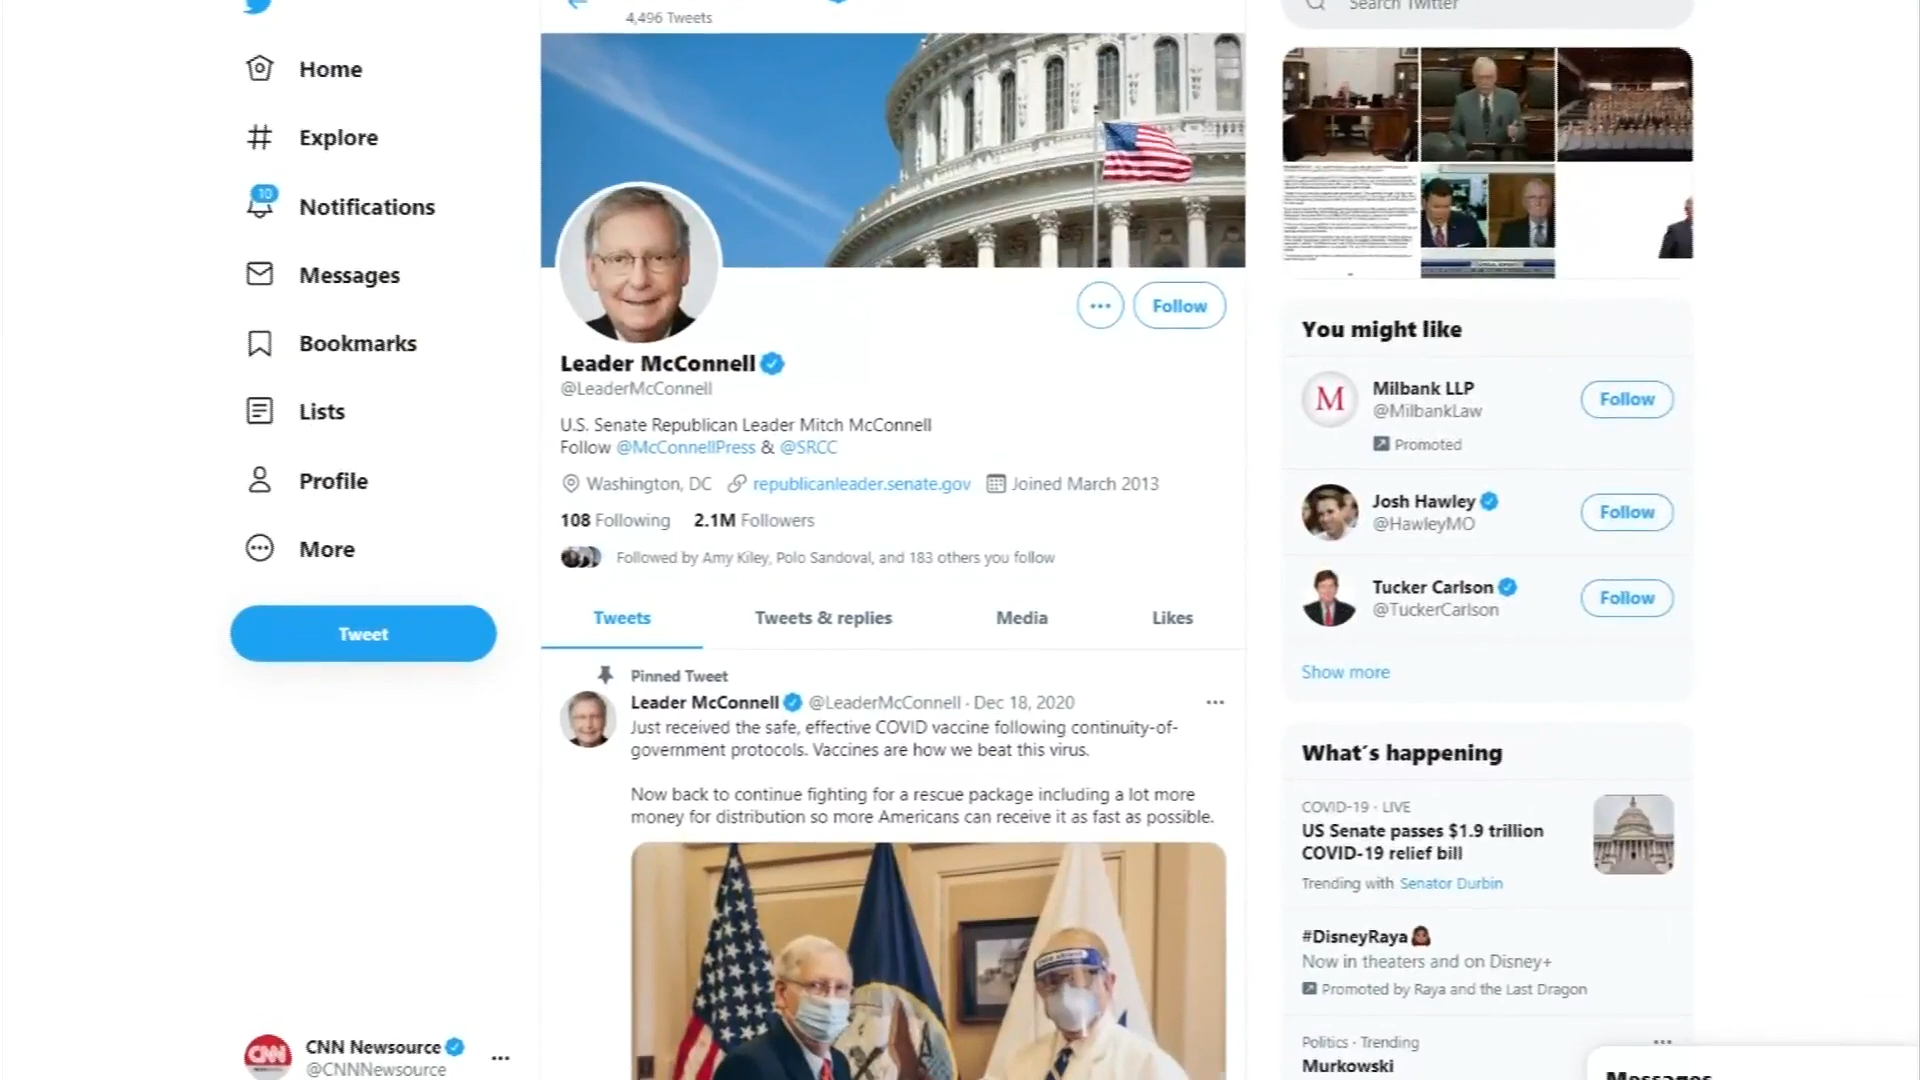 4,496 Tweets
Search Twitter
Home
Explore
10
Notifications
Messages
Bookmarks
Lists
Profile
More
Tweet
CNN
CNN Newsource
@CNNNewsource
Follow
Leader McConnell
@LeaderMcConnell
U.S. Senate Republican Leader Mitch McConnell
Follow @McConnellPress & @SRCC
Washington, DC republicanleader.senate.gov Joined March 2013
108 Following 2.1M Followers
Followed by Amy Kiley, Polo Sandoval, and 183 others you follow
Tweets Tweets & replies Media Likes
Pinned Tweet
Leader McConnell @LeaderMcConnell · Dec 18, 2020
Just received the safe, effective COVID vaccine following continuity-of-
government protocols. Vaccines are how we beat this virus.
Now back to continue fighting for a rescue package including a lot more
money for distribution so more Americans can receive it as fast as possible.
You might like
M
Milbank LLP
@MilbankLaw
Promoted
Follow
Josh Hawley
@HawleyMO
Follow
Tucker Carlson
@TuckerCarlson
Follow
Show more
What's happening
COVID-19 · LIVE
US Senate passes $1.9 trillion
COVID-19 relief bill
Trending with Senator Durbin
#DisneyRaya
Now in theaters and on Disney+
Promoted by Raya and the Last Dragon
Politics · Trending
Murkowski
Messages